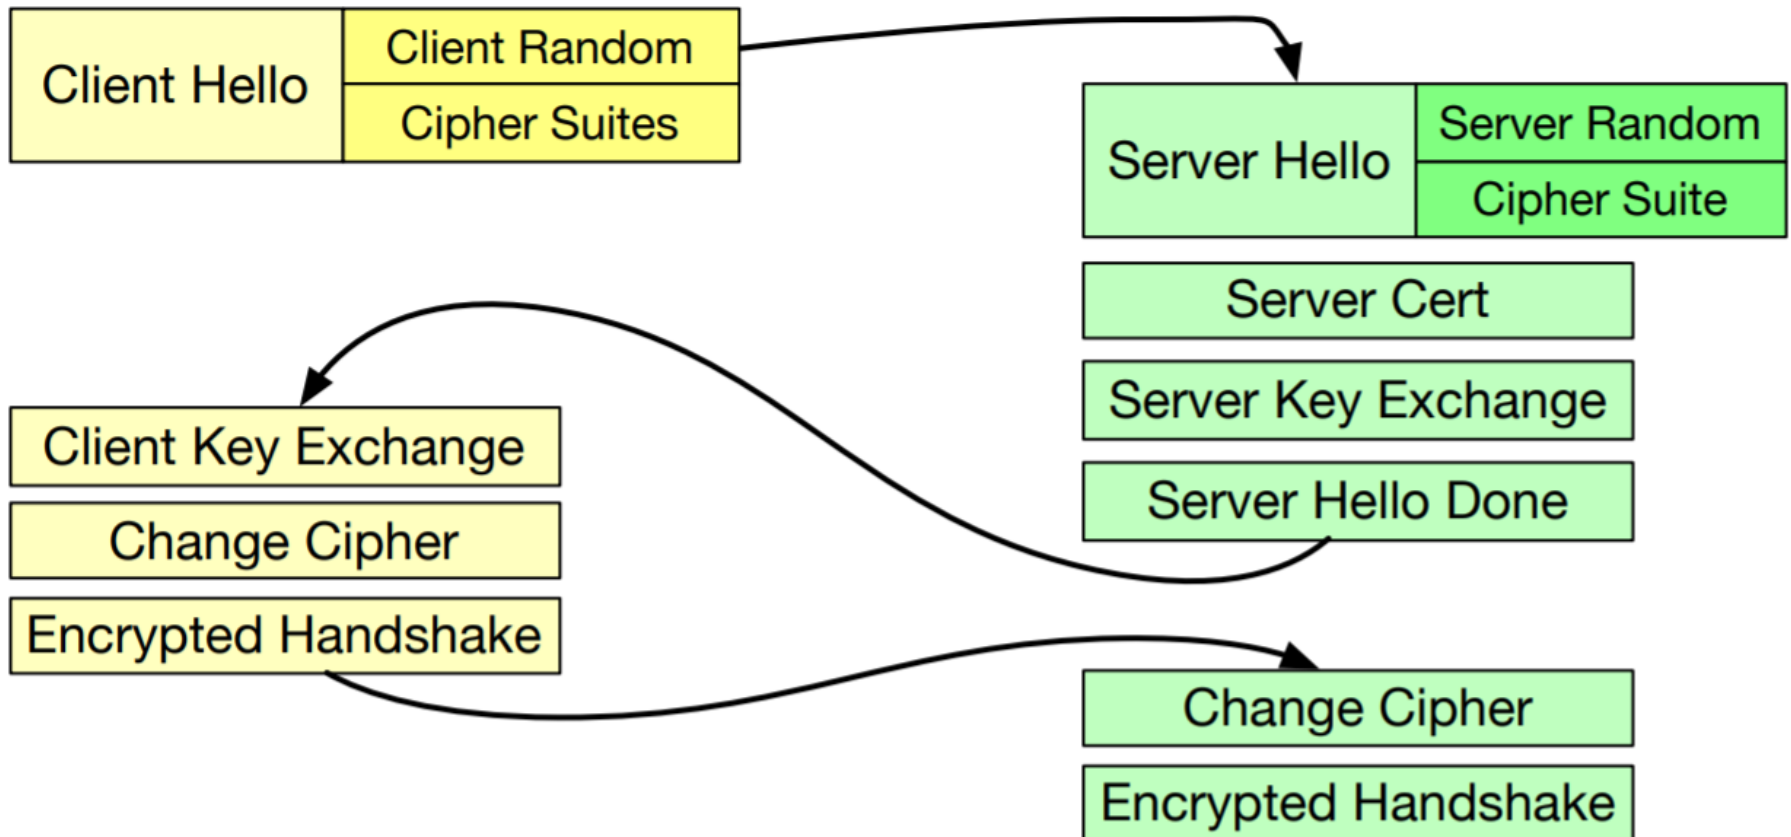 Client Hello
Client Random
Cipher Suites
Server Hello
Server Random
Cipher Suite
Server Cert
Server Key Exchange
Server Hello Done
Client Key Exchange
Change Cipher
Encrypted Handshake
Change Cipher
Encrypted Handshake